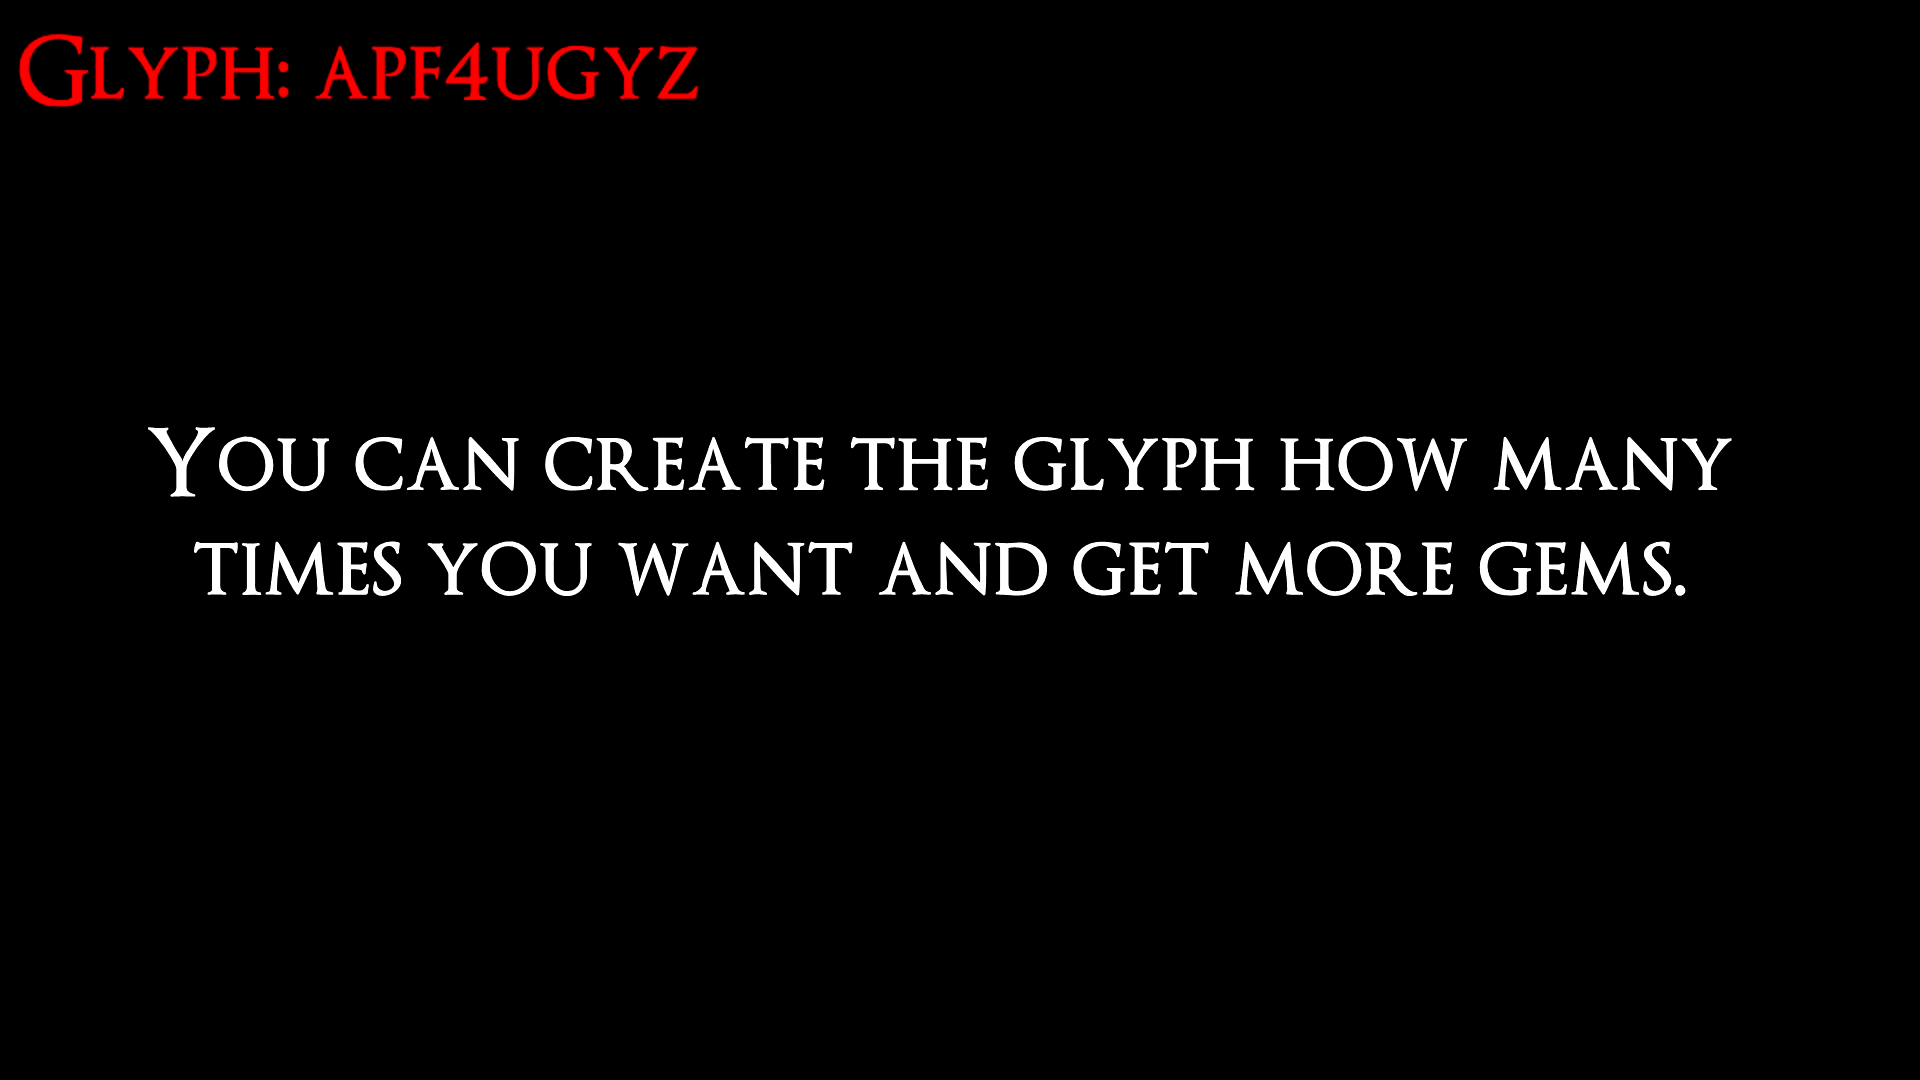 Glyph: apf4ugyz
You can create the glyph how many
times you want and get more gems.